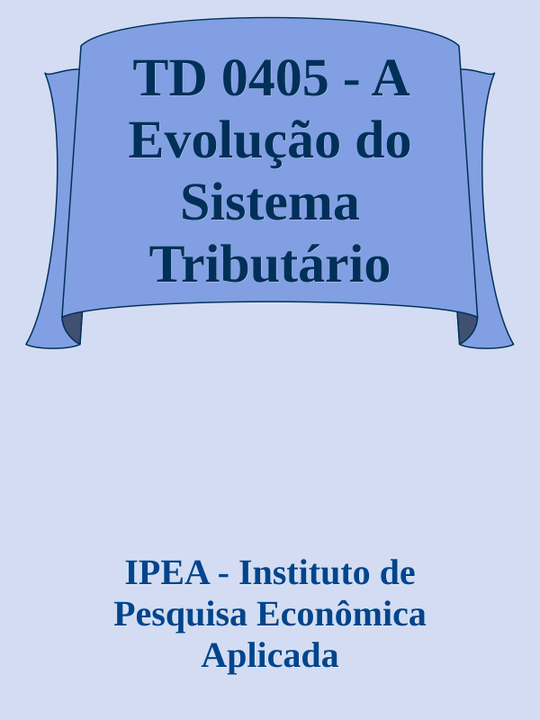 TD 0405 - A
Evolução do
Sistema
Tributário
IPEA - Instituto de
Pesquisa Econômica
Aplicada